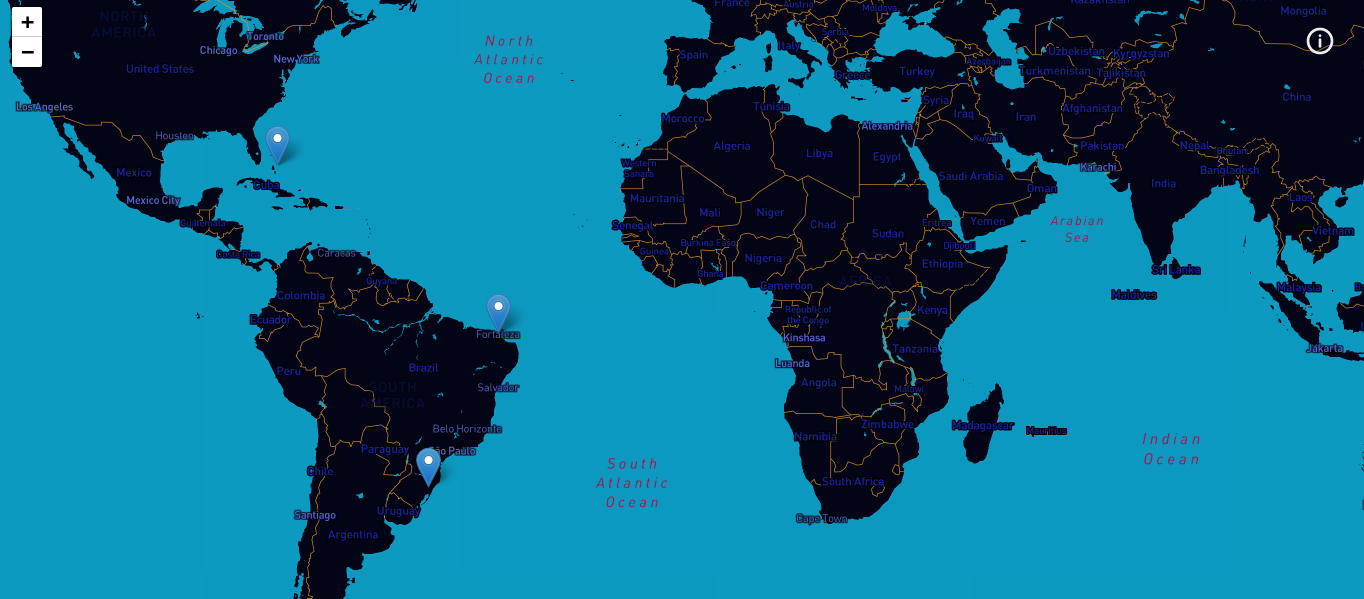 +
−
NORTH
AMERICA
Toronto
Chicago
New York
United States
Los Angeles
Houston
Mexico
Mexico City
Cuba
Guatemala
Costa Rica
Caracas
Guyana
Colombia
Ecuador
Fortaleza
Peru
Brazil
SOUTH
AMERICA
Salvador
Belo Horizonte
Paraguay
São Paulo
Chile
Santiago
Uruguay
Argentina
North
Atlantic
Ocean
South
Atlantic
Ocean
France
Austria
Moldova
Serbia
Italy
Spain
Greece
Turkey
Azerbaijan
Kazakhstan
Mongolia
Uzbekistan
Kyrgyzstan
Turkmenistan
Tajikistan
China
Syria
Iraq
Iran
Afghanistan
Kuwait
Pakistan
Karachi
Nepal
Bhutan
Bangladesh
India
Saudi Arabia
Oman
Yemen
Arabian
Sea
Laos
Vietnam
Sri Lanka
Maldives
Malaysia
Jakarta
Morocco
Tunisia
Algeria
Libya
Alexandria
Egypt
Western
Sahara
Mauritania
Mali
Niger
Chad
Sudan
Eritrea
Djibouti
Senegal
Guinea
Burkina Faso
Ghana
Nigeria
Cameroon
AFRICA
Ethiopia
Republic of
the Congo
Kenya
Kinshasa
Tanzania
Luanda
Angola
Malawi
Zimbabwe
Namibia
Madagascar
Mauritius
South Africa
Cape Town
Indian
Ocean